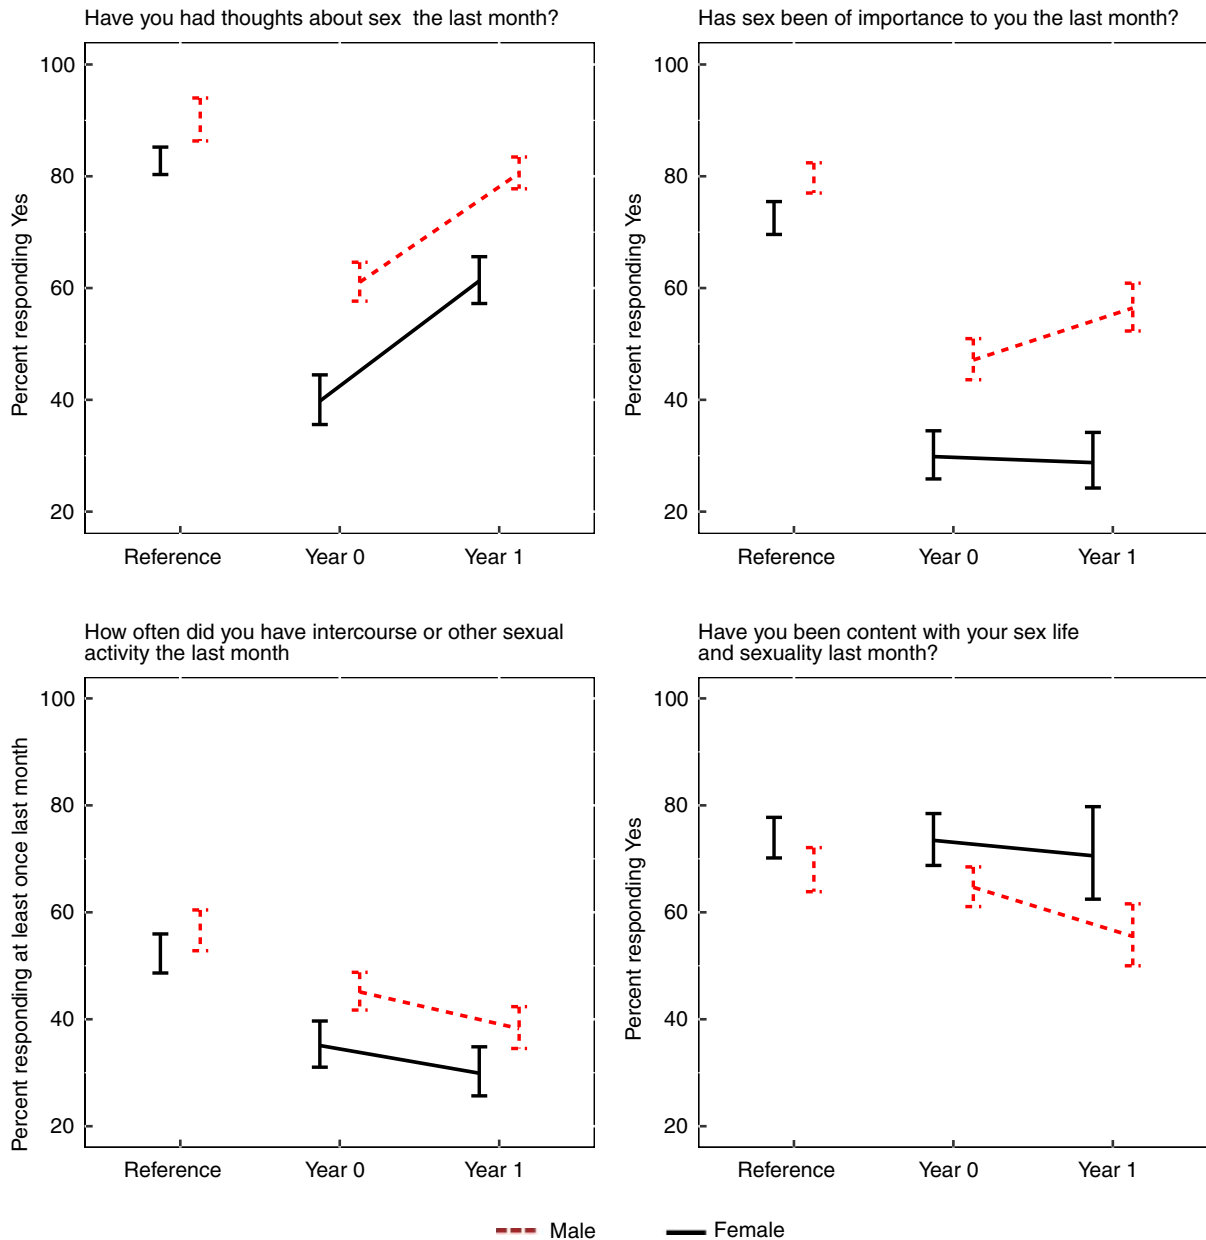 Have you had thoughts about sex  the last month?
100
80
60
40
20
Percent responding Yes
Reference Year 0 Year 1
Has sex been of importance to you the last month?
100
80
60
40
20
Percent responding Yes
Reference Year 0 Year 1
How often did you have intercourse or other sexual
activity the last month
100
80
60
40
20
Percent responding at least once last month
Reference Year 0 Year 1
Have you been content with your sex life
and sexuality last month?
100
80
60
40
20
Percent responding Yes
Reference Year 0 Year 1
Male Female